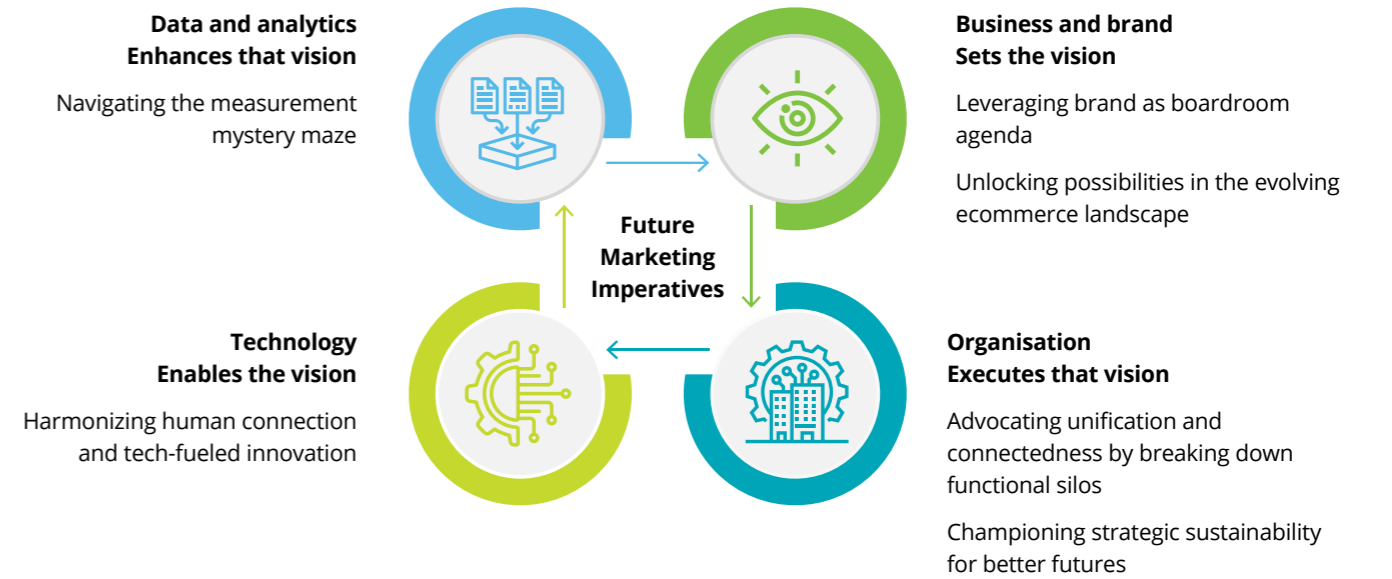 Data and analytics
Enhances that vision
Navigating the measurement
mystery maze
Business and brand
Sets the vision
Leveraging brand as boardroom
agenda
Unlocking possibilities in the evolving
ecommerce landscape
Future
Marketing
Imperatives
Technology
Enables the vision
Harmonizing human connection
and tech-fueled innovation
Organisation
Executes that vision
Advocating unification and
connectedness by breaking down
functional silos
Championing strategic sustainability
for better futures